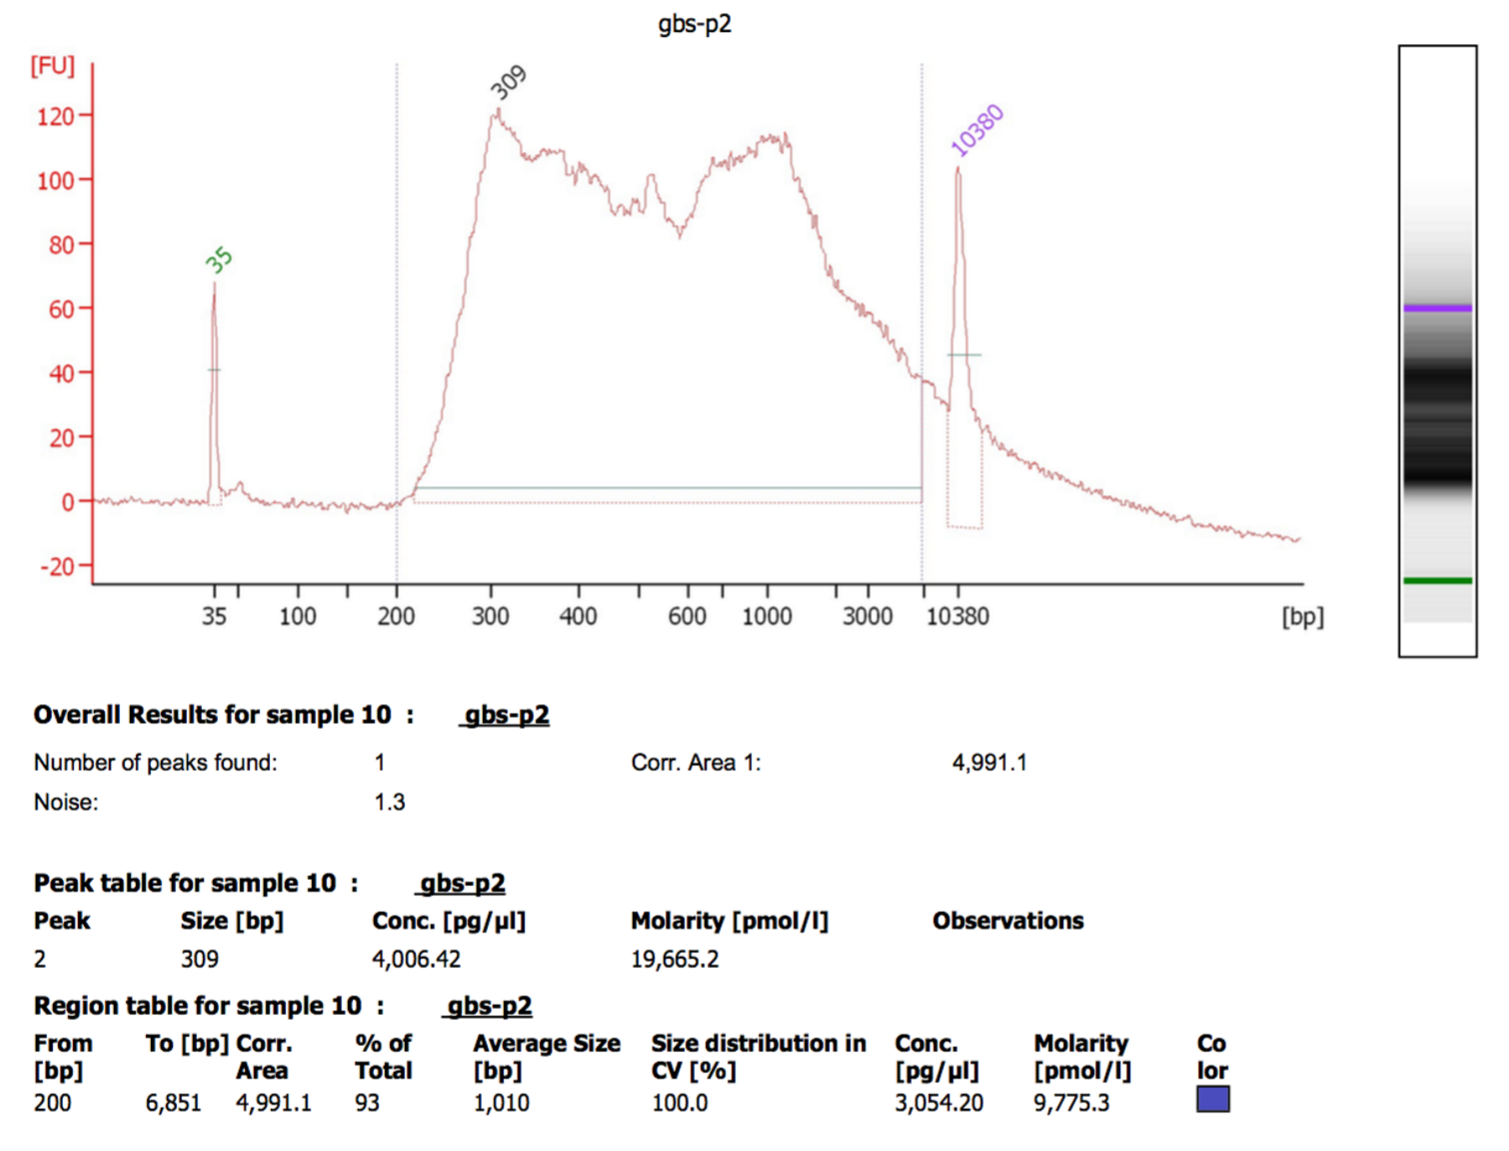 gbs-p2
[FU]
309
10380
35
120
100
80
60
40
20
0
-20
35 100 200 300 400 600 1000 3000 10380 [bp]
Overall Results for sample 10 : gbs-p2
Number of peaks found: 1 Corr. Area 1: 4,991.1
Noise: 1.3
Peak table for sample 10 : gbs-p2
Peak Size [bp] Conc. [pg/µl] Molarity [pmol/l] Observations
2 309 4,006.42 19,665.2
Region table for sample 10 : gbs-p2
From To [bp] Corr. % of Average Size Size distribution in Conc. Molarity Co
[bp] Area Total [bp] CV [%] [pg/µl] [pmol/l] lor
200 6,851 4,991.1 93 1,010 100.0 3,054.20 9,775.3